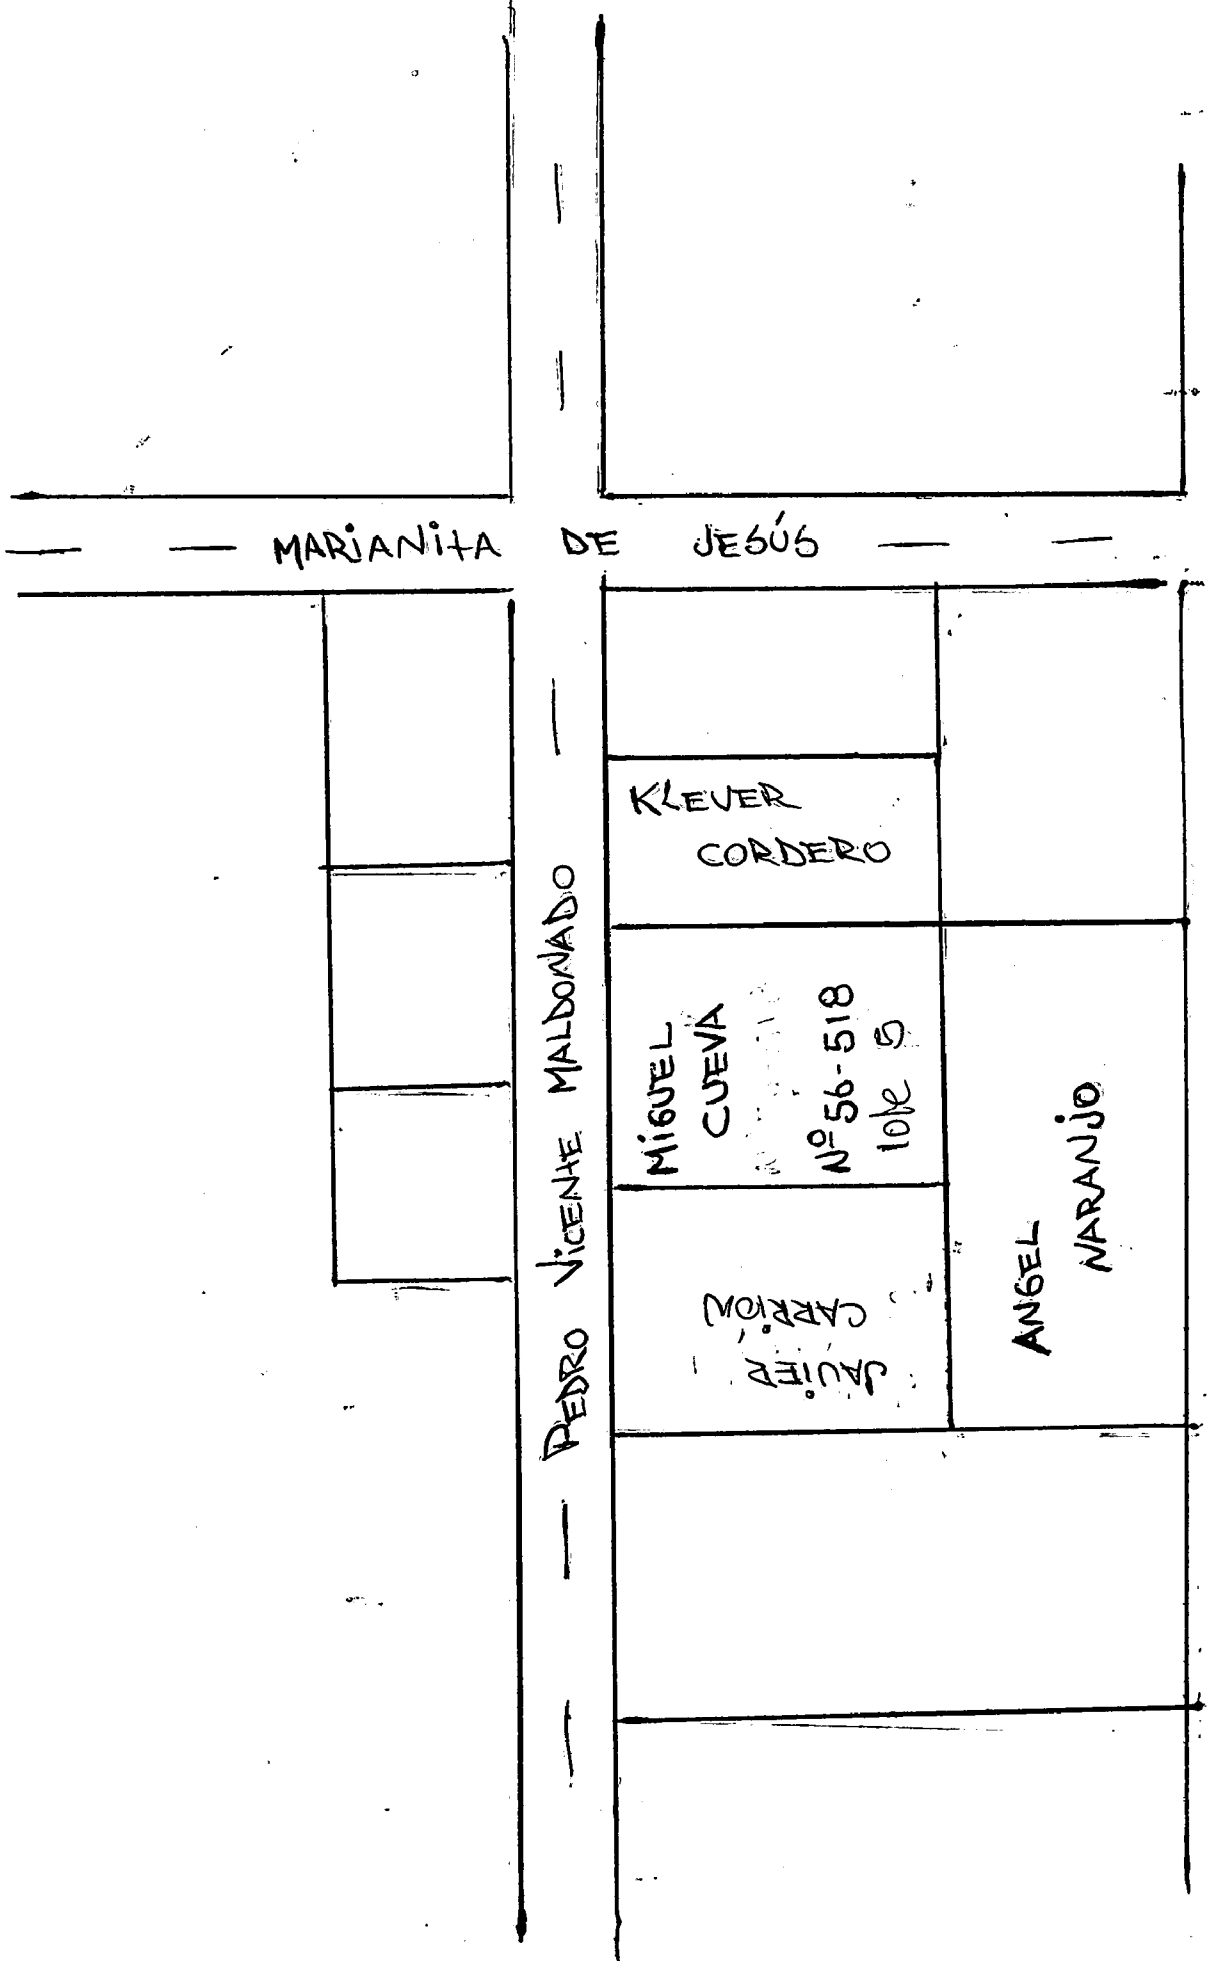 MARIANITA DE JESÚS
KLEVER
CORDERO
PEDRO VICENTE MALDONADO
MIGUEL
CUEVA
Nº 56-518
lote 5
JAVIER
CARRIÓN
ANGEL
NARANJO